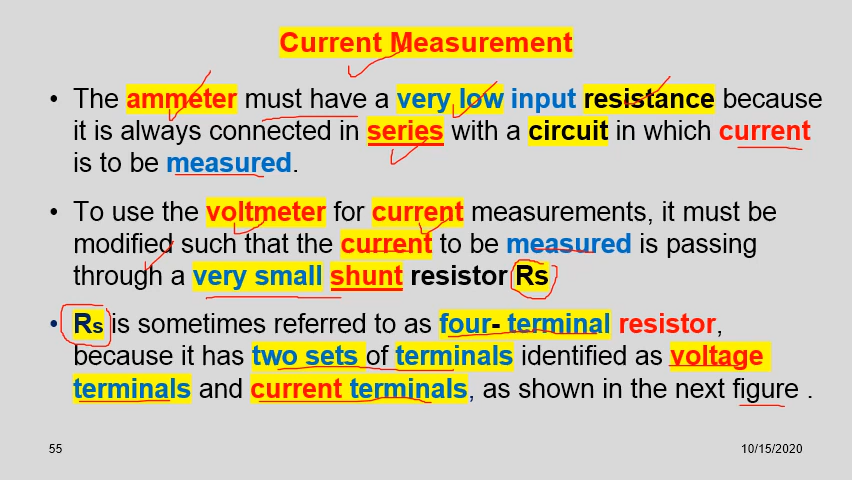 Current Measurement
• The ammeter must have a very low input resistance because
it is always connected in series with a circuit in which current
is to be measured.
• To use the voltmeter for current measurements, it must be
modified such that the current to be measured is passing
through a very small shunt resistor Rs
• Rs is sometimes referred to as four- terminal resistor,
because it has two sets of terminals identified as voltage
terminals and current terminals, as shown in the next figure .
55
10/15/2020